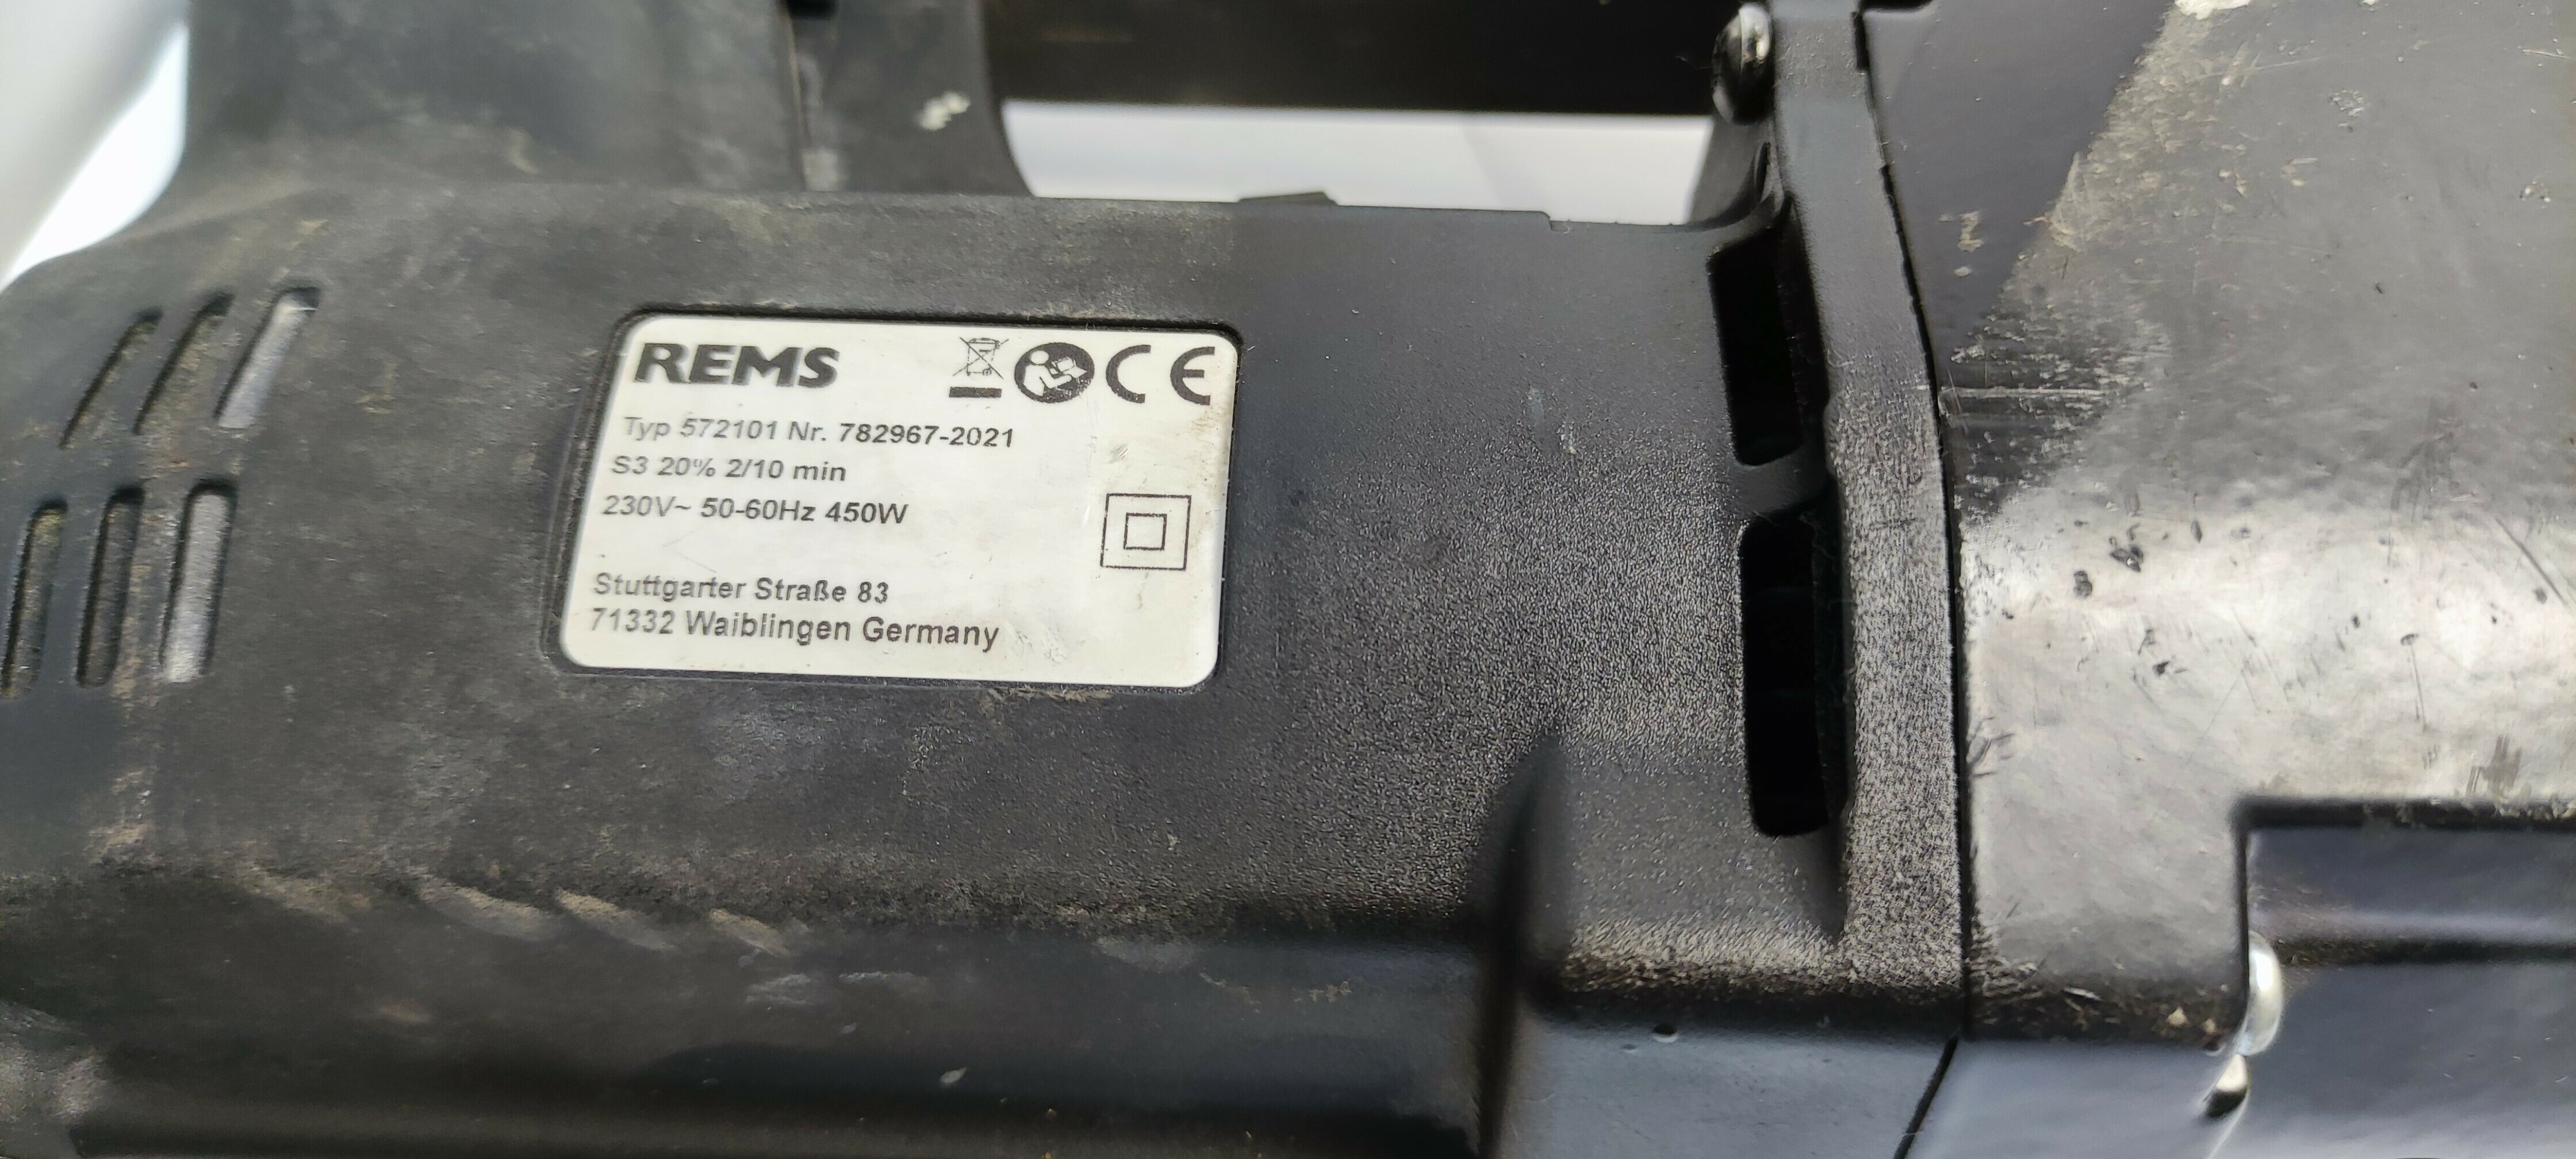 REMS CE
Typ 572101 Nr. 782967-2021
S3 20% 2/10 min
230V~ 50-60Hz 450W
Stuttgarter Straße 83
71332 Waiblingen Germany